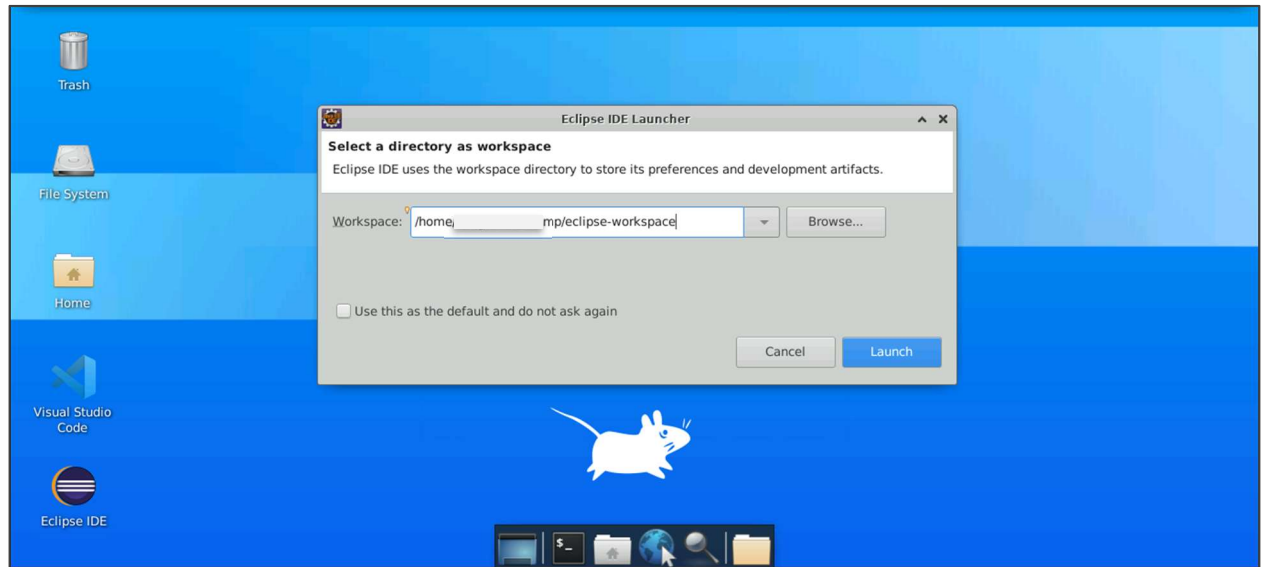 Trash
File System
Home
Visual Studio
Code
Eclipse IDE
Eclipse IDE Launcher
Select a directory as workspace
Eclipse IDE uses the workspace directory to store its preferences and development artifacts.
Workspace: /home/ mp/eclipse-workspace Browse...
Use this as the default and do not ask again
Cancel Launch
$_